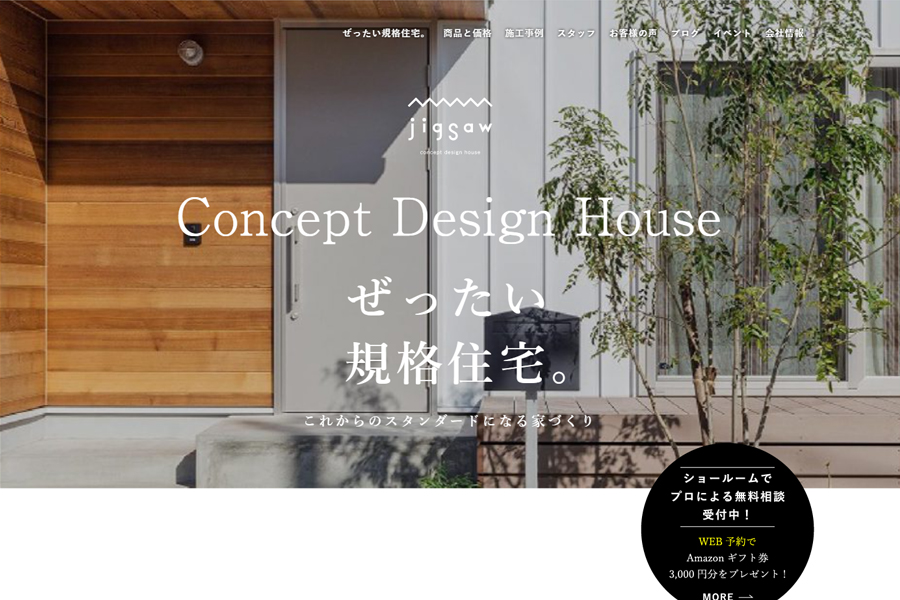 ぜったい規格住宅。 商品と価格 施工事例 スタッフ お客様の声 ブログ イベント 会社情報
jigsaw
concept design house
Concept Design House
ぜったい
規格住宅。
これからのスタンダードになる家づくり
ショールームで
プロによる無料相談
受付中！
WEB 予約で
Amazon ギフト券
3,000 円分をプレゼント！
MORE